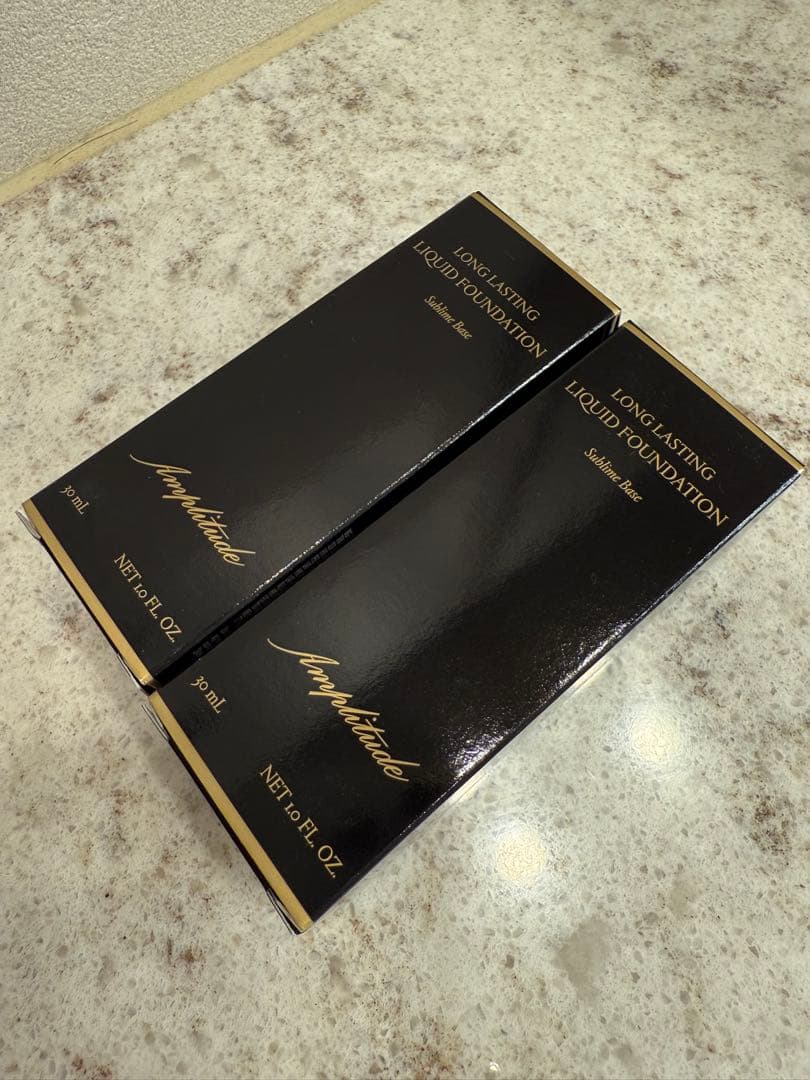 LONG LASTING
LIQUID FOUNDATION
Sublime Base
Amplitude
30 mL
NET 1.0 FL. OZ.
LONG LASTING
LIQUID FOUNDATION
Sublime Base
Amplitude
30 mL
NET 1.0 FL. OZ.